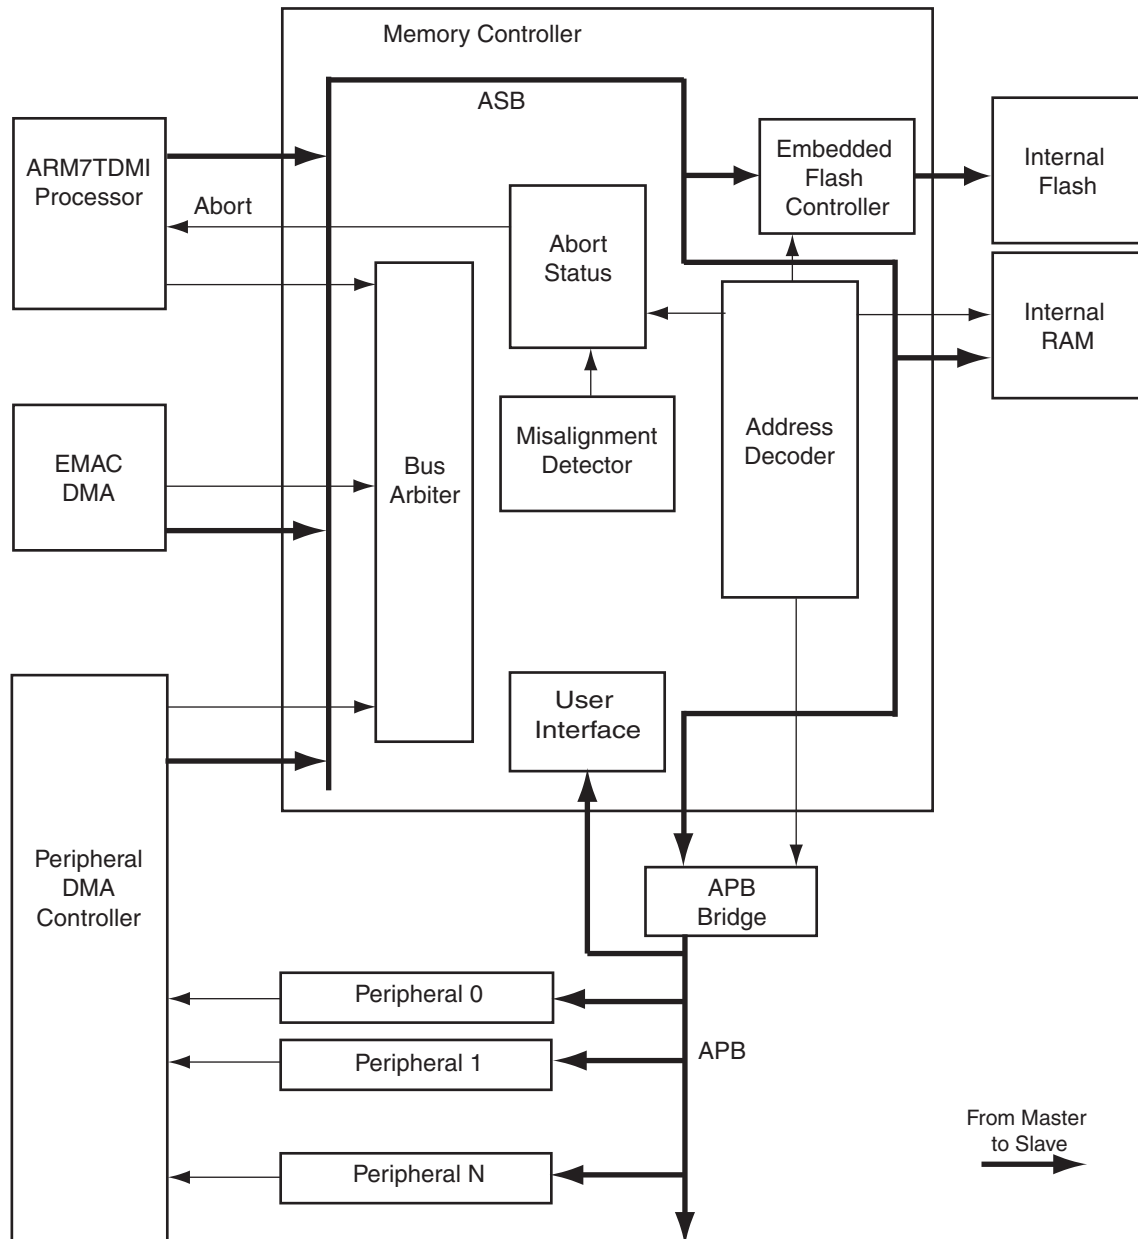 Memory Controller
ASB
ARM7TDMI
Processor
Embedded
Flash
Controller
Internal
Flash
Abort
Abort
Status
Internal
RAM
Misalignment
Detector
Address
Decoder
EMAC
DMA
Bus
Arbiter
User
Interface
Peripheral
DMA
Controller
APB
Bridge
Peripheral 0
Peripheral 1
APB
Peripheral N
From Master
to Slave